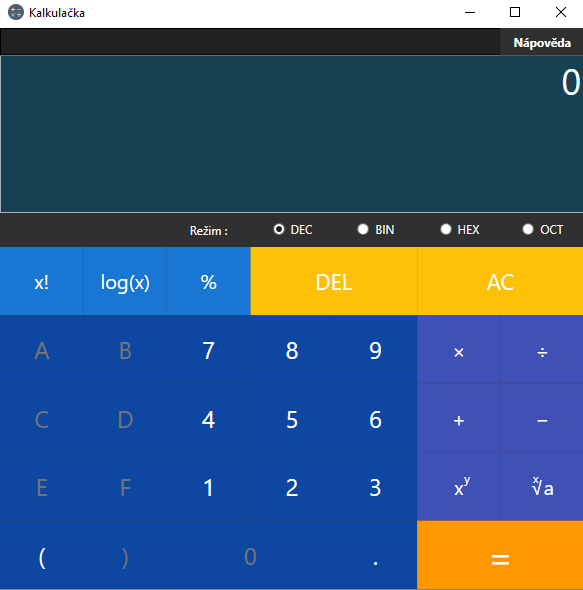 Kalkulačka
Nápověda
0
Režim : DEC BIN HEX OCT
x! log(x) % DEL AC
A B 7 8 9 × ÷
C D 4 5 6 + −
E F 1 2 3 xʸ ˣ√a
( ) 0 . =